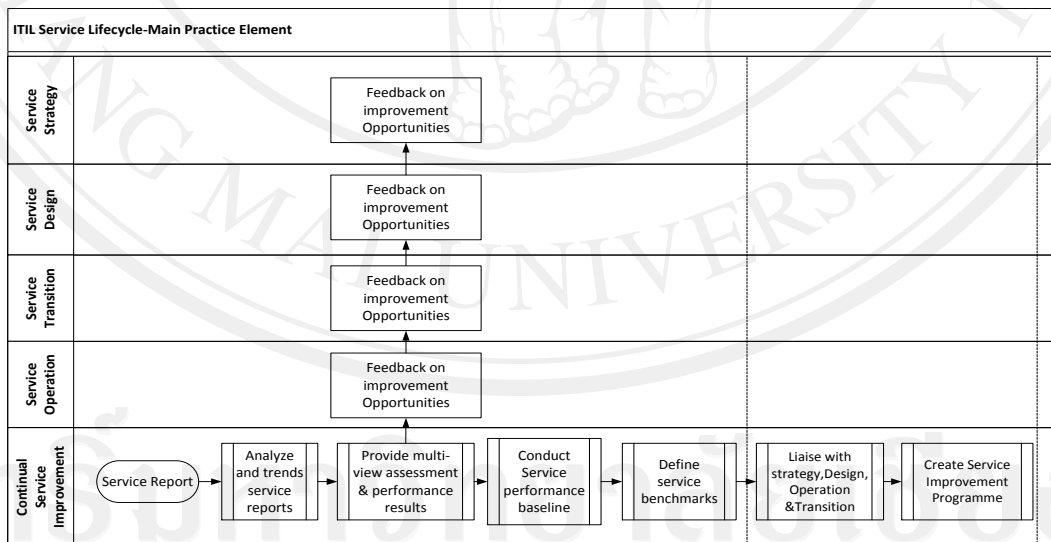 ITIL Service Lifecycle-Main Practice Element
Service
Strategy
Feedback on
improvement
Opportunities
Service
Design
Feedback on
improvement
Opportunities
Service
Transition
Feedback on
improvement
Opportunities
Service
Operation
Feedback on
improvement
Opportunities
Continual
Service
Improvement
Service Report
Analyze
and trends
service
reports
Provide multi-
view assessment
& performance
results
Conduct
Service
performance
baseline
Define
service
benchmarks
Liaise with
strategy,Design,
Operation
&Transition
Create Service
Improvement
Programme
ANG MAI UNIVERSITY